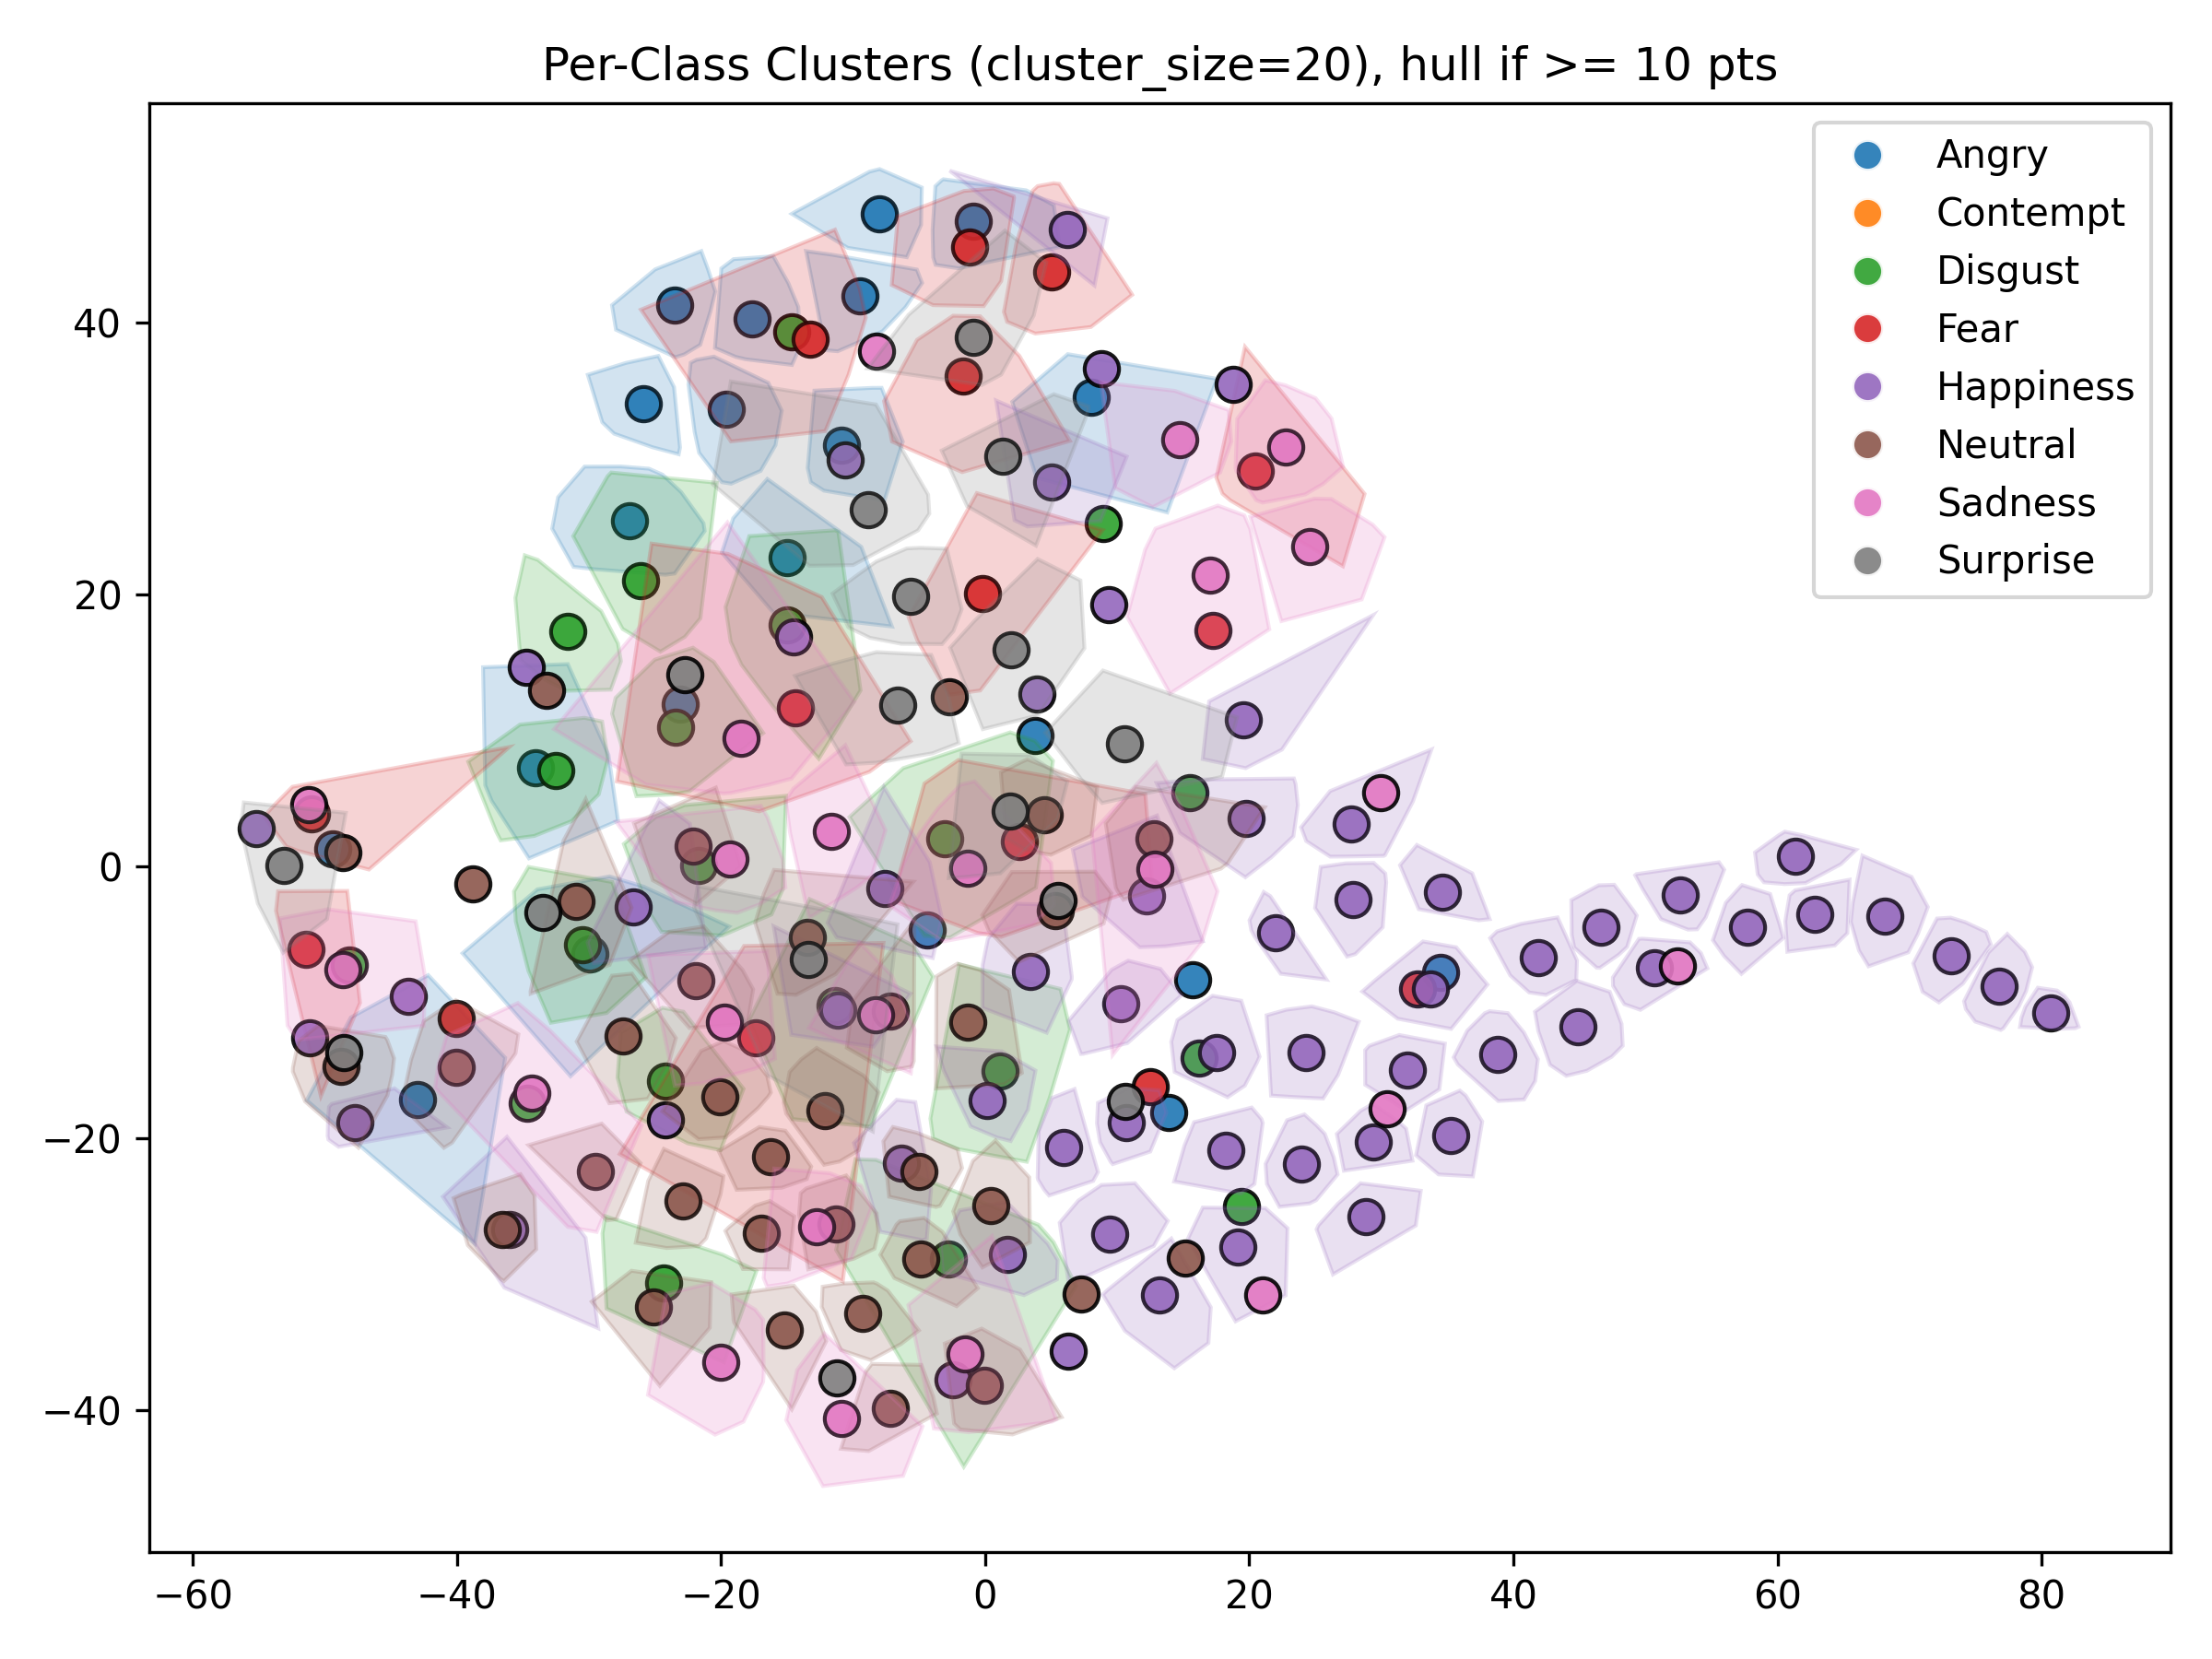 Per-Class Clusters (cluster_size=20), hull if >= 10 pts
Angry
Contempt
Disgust
Fear
Happiness
Neutral
Sadness
Surprise
40
20
0
−20
−40
−60 −40 −20 0 20 40 60 80